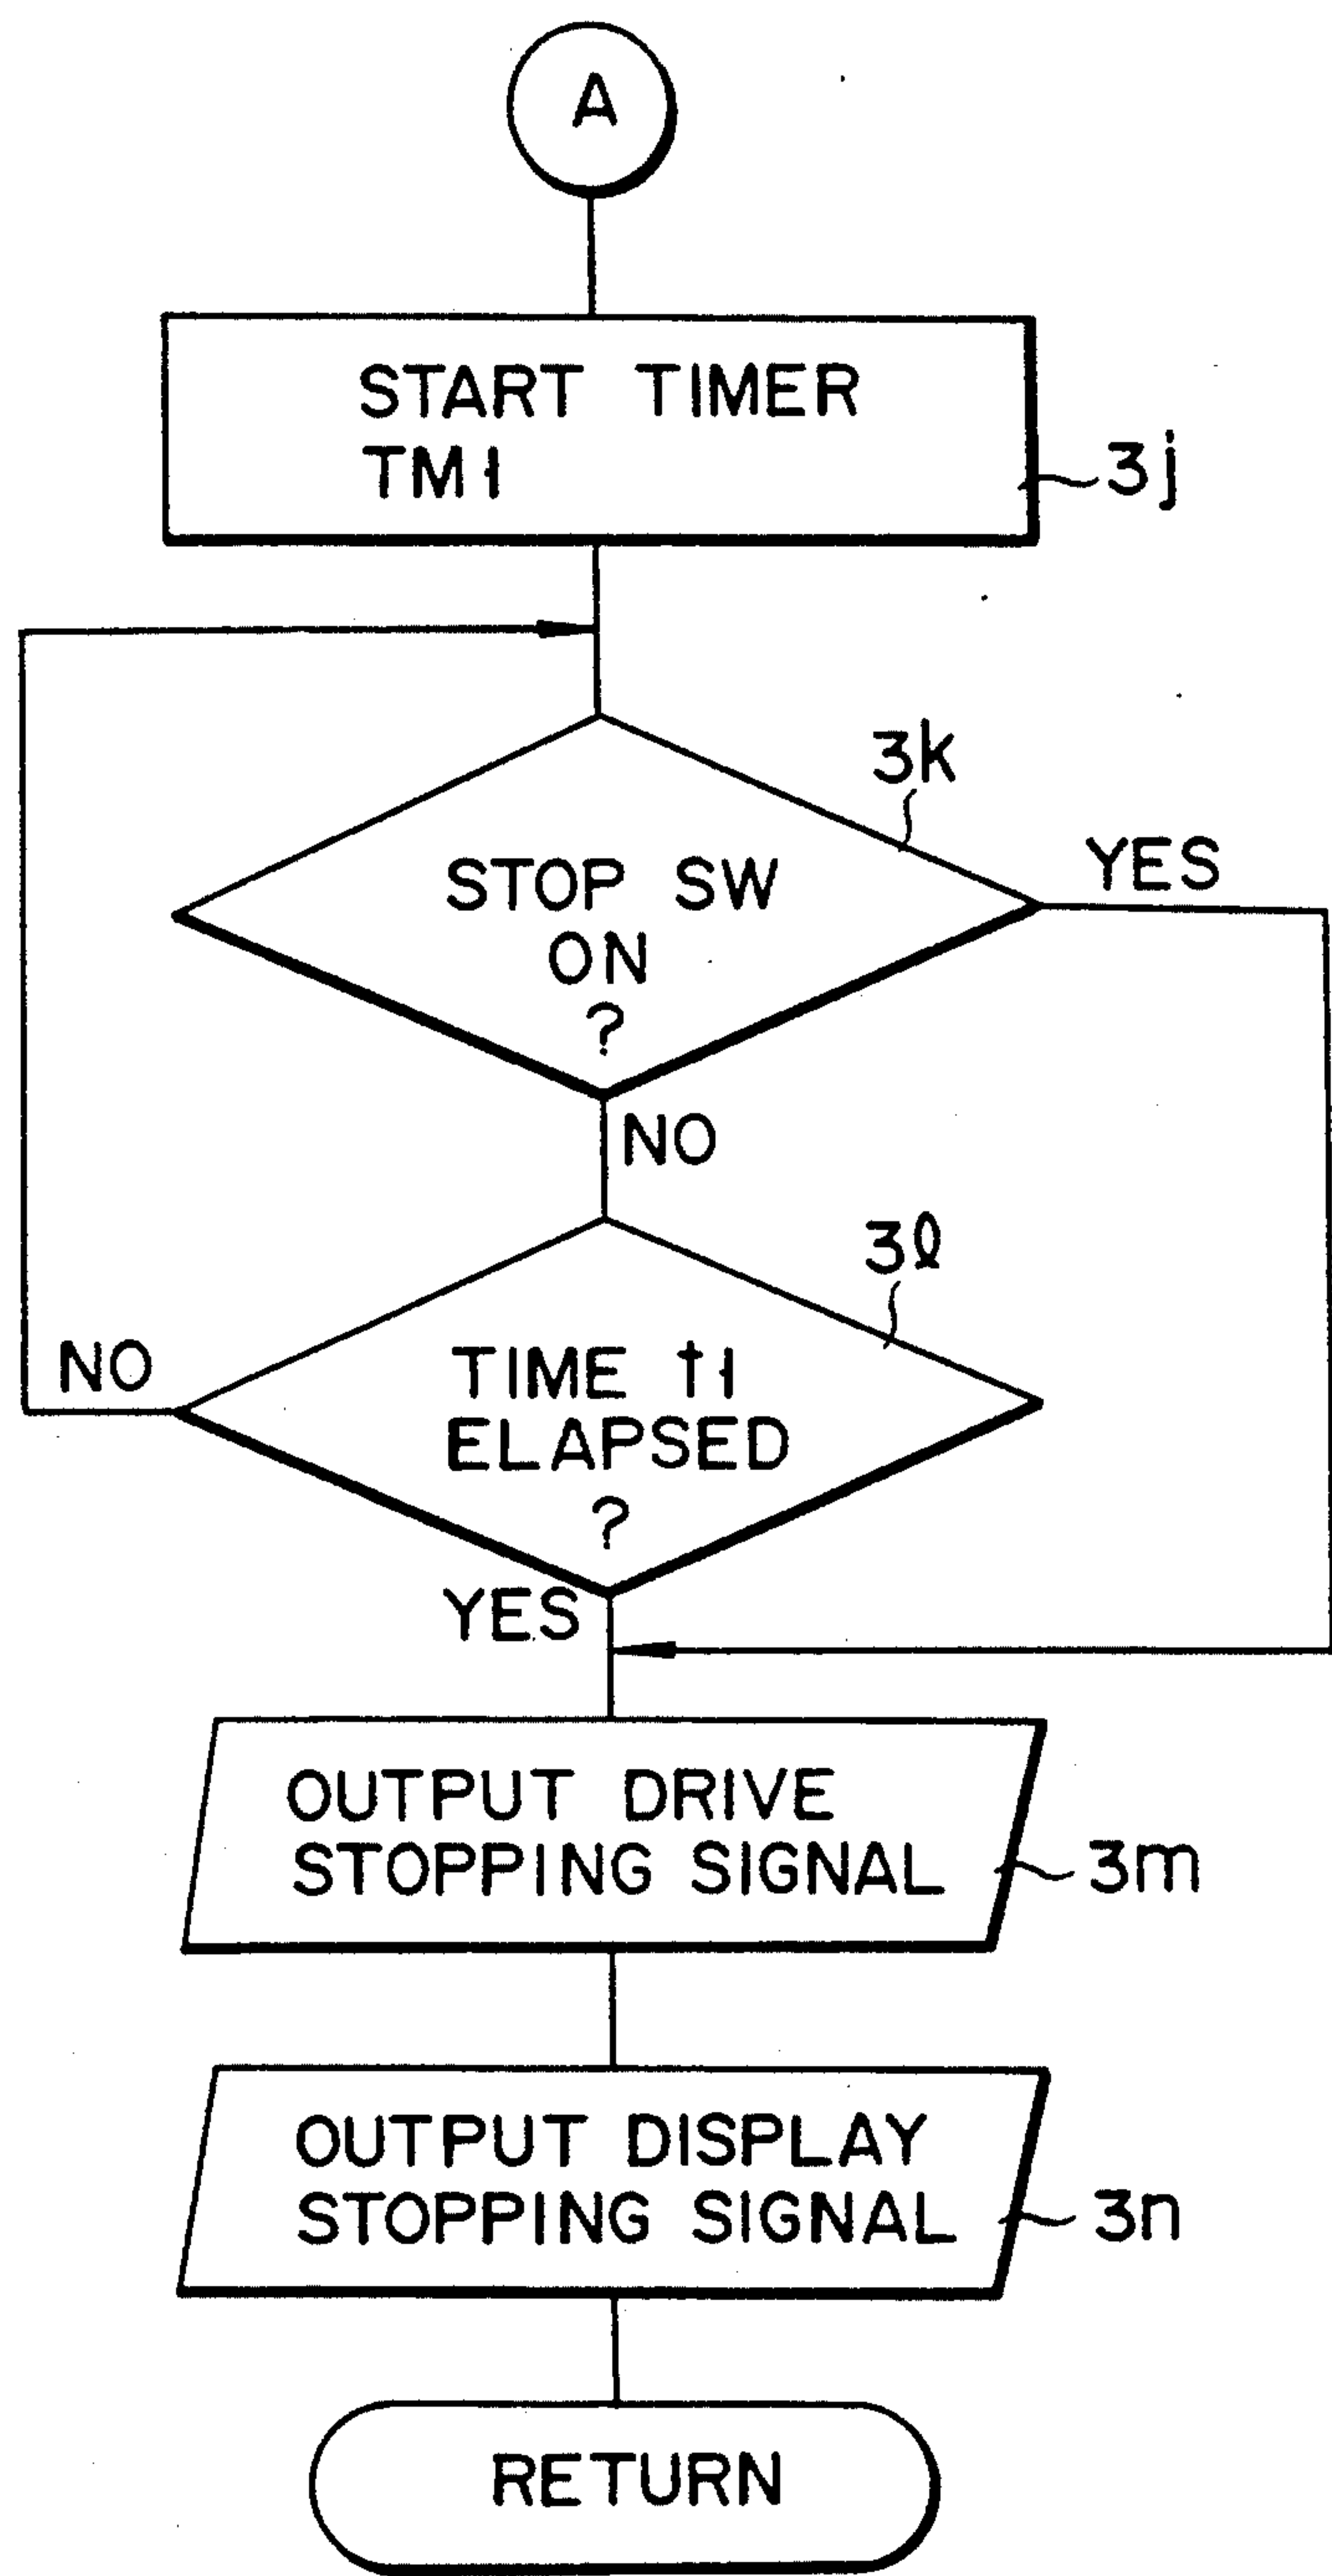 A
START TIMER
TM1
3j
3k
STOP SW
ON
?
YES
NO
3ℓ
TIME t1
ELAPSED
?
NO
YES
OUTPUT DRIVE
STOPPING SIGNAL
3m
OUTPUT DISPLAY
STOPPING SIGNAL
3n
RETURN